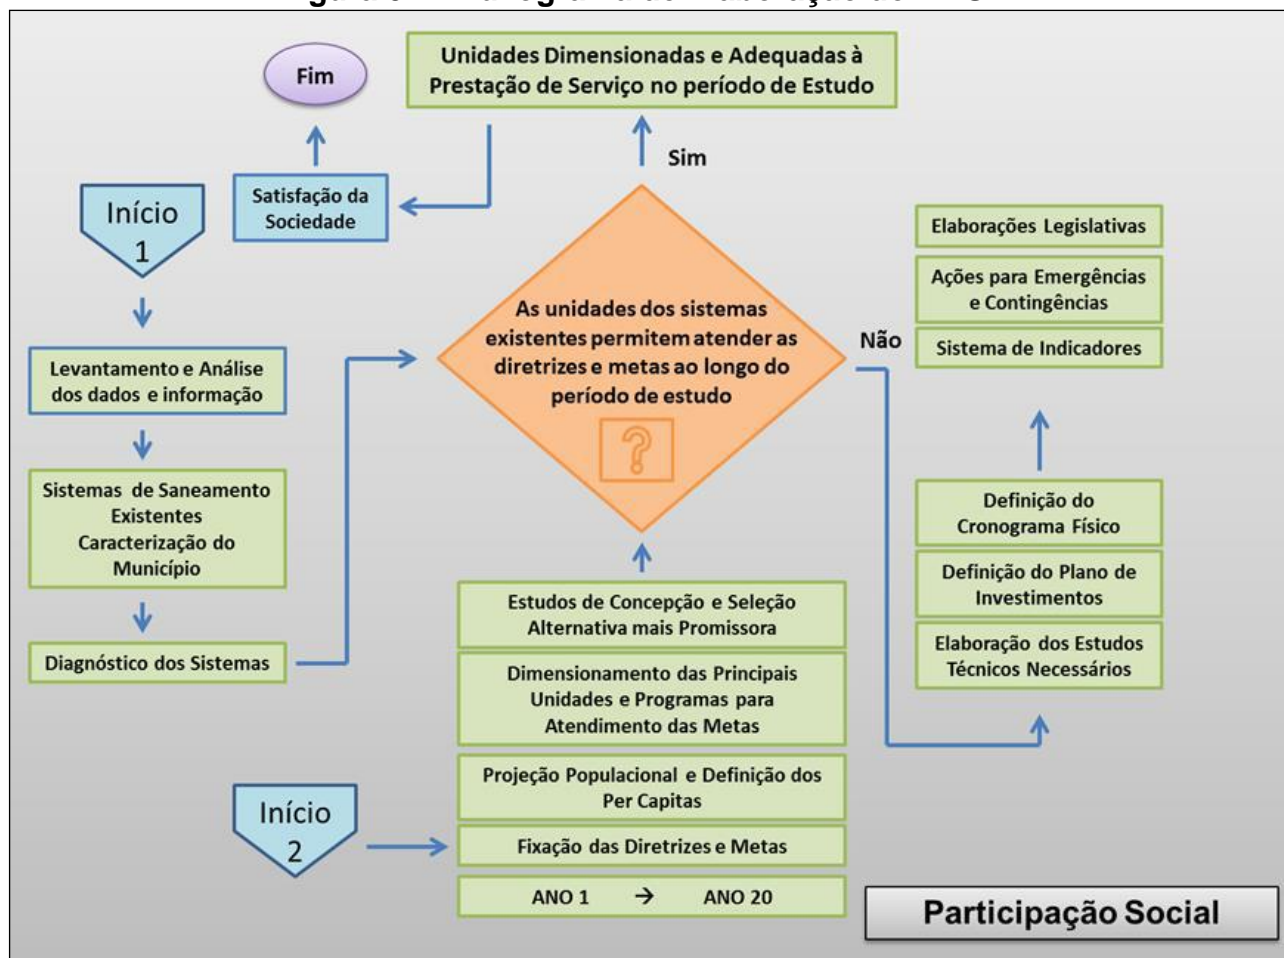 Fim
Unidades Dimensionadas e Adequadas à
Prestação de Serviço no período de Estudo
Sim
Satisfação da
Sociedade
Início
1
Levantamento e Análise
dos dados e informação
Sistemas de Saneamento
Existentes
Caracterização do
Município
Diagnóstico dos Sistemas
As unidades dos sistemas
existentes permitem atender as
diretrizes e metas ao longo do
período de estudo
?
Não
Elaborações Legislativas
Ações para Emergências
e Contingências
Sistema de Indicadores
Definição do
Cronograma Físico
Definição do Plano de
Investimentos
Elaboração dos Estudos
Técnicos Necessários
Estudos de Concepção e Seleção
Alternativa mais Promissora
Dimensionamento das Principais
Unidades e Programas para
Atendimento das Metas
Projeção Populacional e Definição dos
Per Capitas
Início
2
Fixação das Diretrizes e Metas
ANO 1 → ANO 20
Participação Social